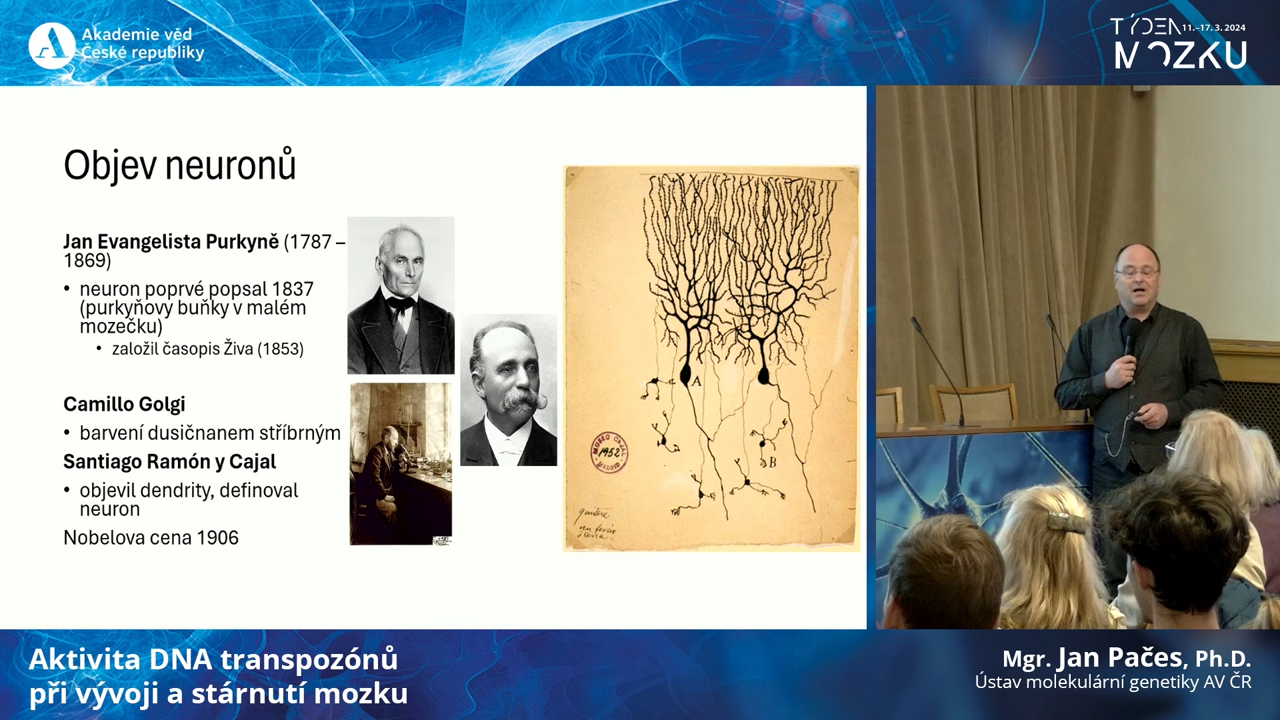 Akademie věd
České republiky
TÝDEN 11.–17. 3. 2024
MOZKU
Objev neuronů
Jan Evangelista Purkyně (1787 –
1869)
• neuron poprvé popsal 1837
(purkyňovy buňky v malém
mozečku)
• založil časopis Živa (1853)
Camillo Golgi
• barvení dusičnanem stříbrným
Santiago Ramón y Cajal
• objevil dendrity, definoval
neuron
Nobelova cena 1906
A
B
MUSEO CAJAL
1952
MADRID
Aktivita DNA transpozónů
při vývoji a stárnutí mozku
Mgr. Jan Pačes, Ph.D.
Ústav molekulární genetiky AV ČR